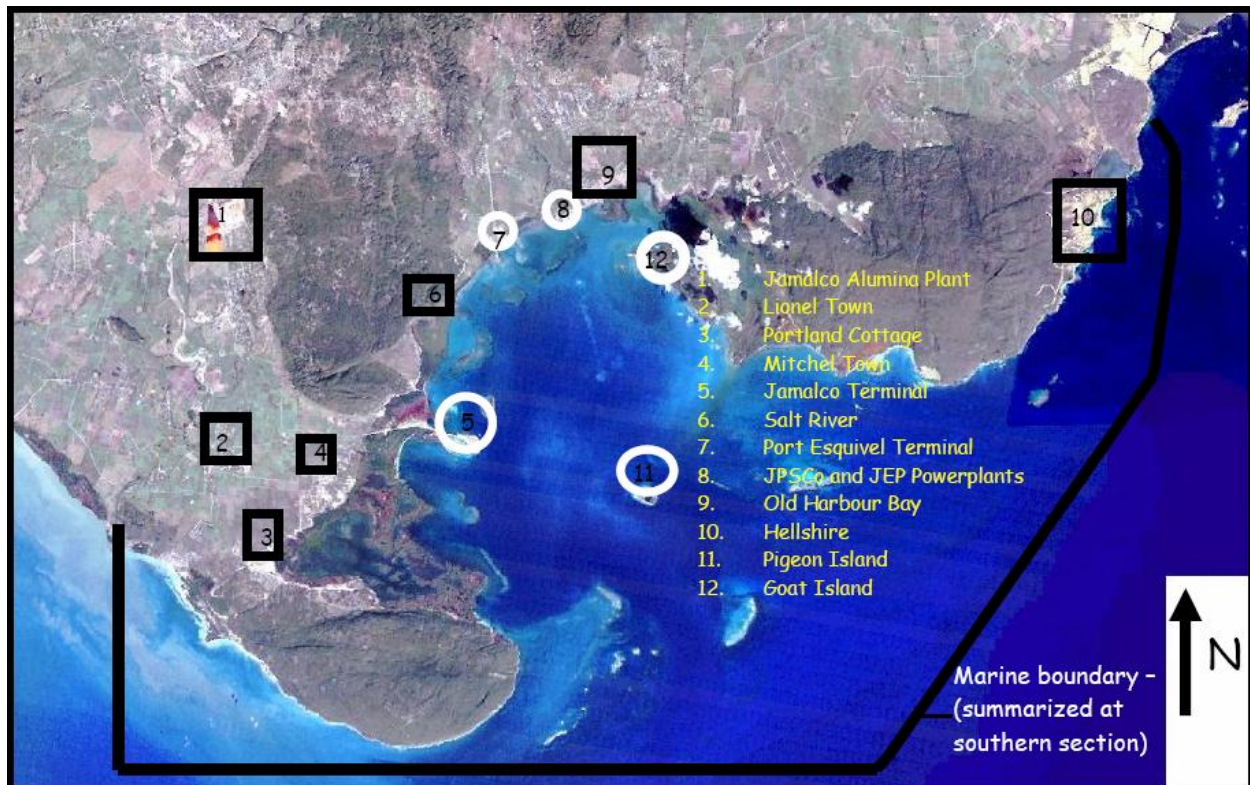 1
8
9
10
7
12
6
1. Jamalco Alumina Plant
2. Lionel Town
3. Portland Cottage
4. Mitchel Town
5. Jamalco Terminal
6. Salt River
7. Port Esquivel Terminal
8. JPSCo and JEP Powerplants
9. Old Harbour Bay
10. Hellshire
11. Pigeon Island
12. Goat Island
5
2
4
11
3
N
Marine boundary –
(summarized at
southern section)